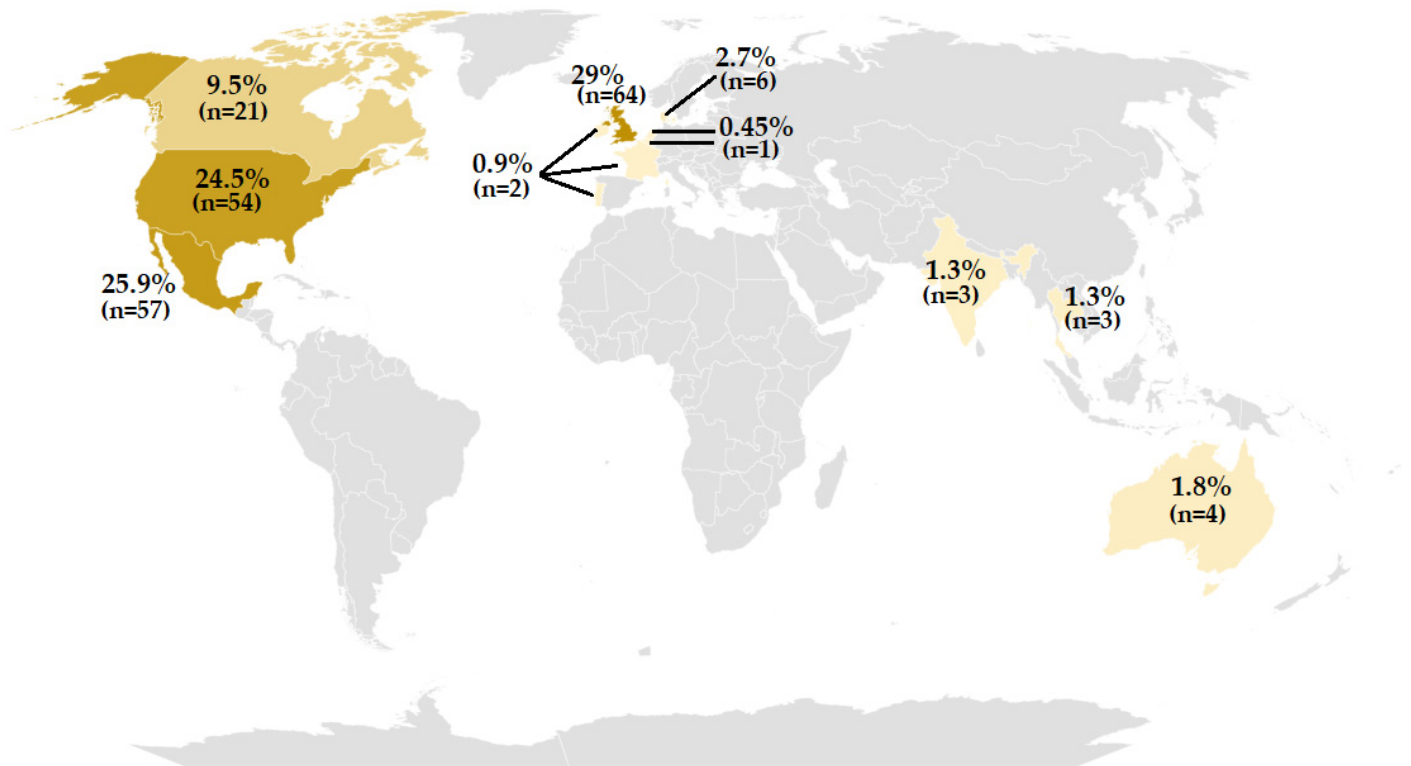 2.7%
(n=6)
29%
(n=64)
9.5%
(n=21)
0.45%
(n=1)
0.9%
(n=2)
24.5%
(n=54)
25.9%
(n=57)
1.3%
(n=3)
1.3%
(n=3)
1.8%
(n=4)